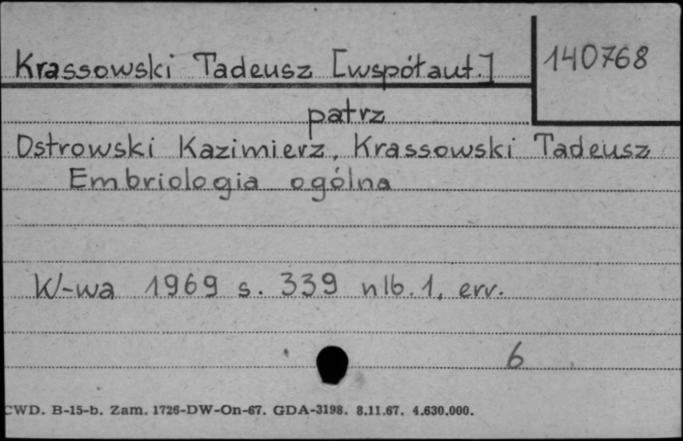 Krassowski Tadeusz [współaut.]
140768
patrz
Ostrowski Kazimierz, Krassowski Tadeusz
Embriologia ogólna
W-wa 1969 s. 339 nlb. 1, err.
6
CWD. B-15-b. Zam. 1726-DW-On-67. GDA-3198. 8.11.67. 4.630.000.